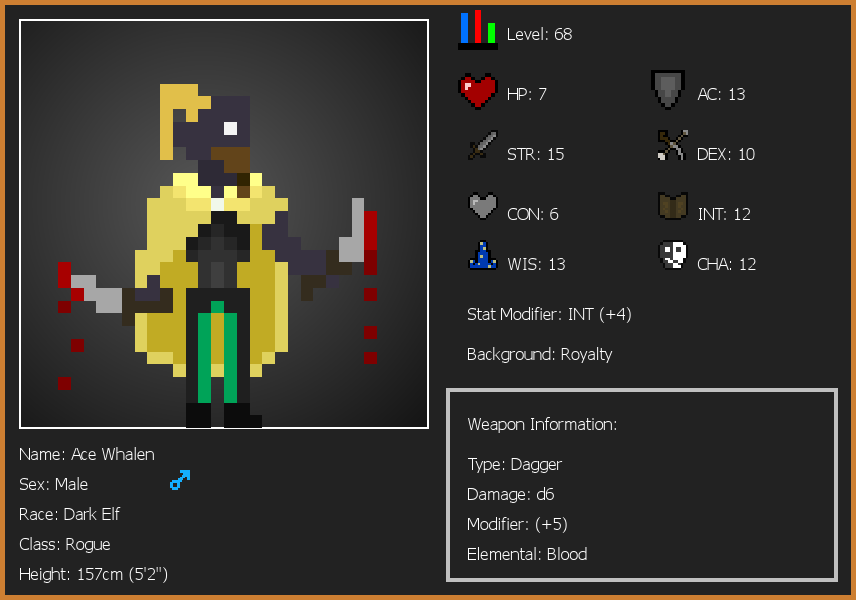 Level: 68
HP: 7
AC: 13
STR: 15
DEX: 10
CON: 6
INT: 12
WIS: 13
CHA: 12
Stat Modifier: INT (+4)
Background: Royalty
Weapon Information:
Type: Dagger
Damage: d6
Modifier: (+5)
Elemental: Blood
Name: Ace Whalen
Sex: Male
Race: Dark Elf
Class: Rogue
Height: 157cm (5'2")